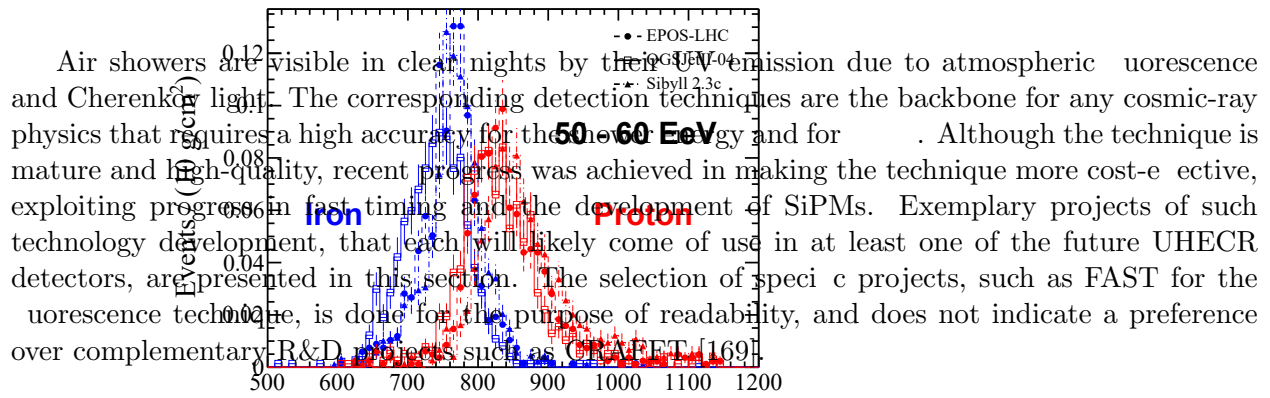 Air showers are visible in clear nights by their UV emission due to atmospheric uorescence
and Cherenkov light. The corresponding detection techniques are the backbone for any cosmic-ray
physics that requires a high accuracy for the shower energy and for . Although the technique is
mature and high-quality, recent progress was achieved in making the technique more cost-e ective,
exploiting progress in fast timing and the development of SiPMs. Exemplary projects of such
technology development, that each will likely come of use in at least one of the future UHECR
detectors, are presented in this section. The selection of speci c projects, such as FAST for the
uorescence technique, is done for the purpose of readability, and does not indicate a preference
over complementary R&D projects such as CRAFFT [169].
EPOS-LHC
QGSJetII-04
Sibyll 2.3c
50 - 60 EeV
Iron
Proton
Events / (10 g/cm²)
0.12
0.1
0.08
0.06
0.04
0.02
0
500 600 700 800 900 1000 1100 1200